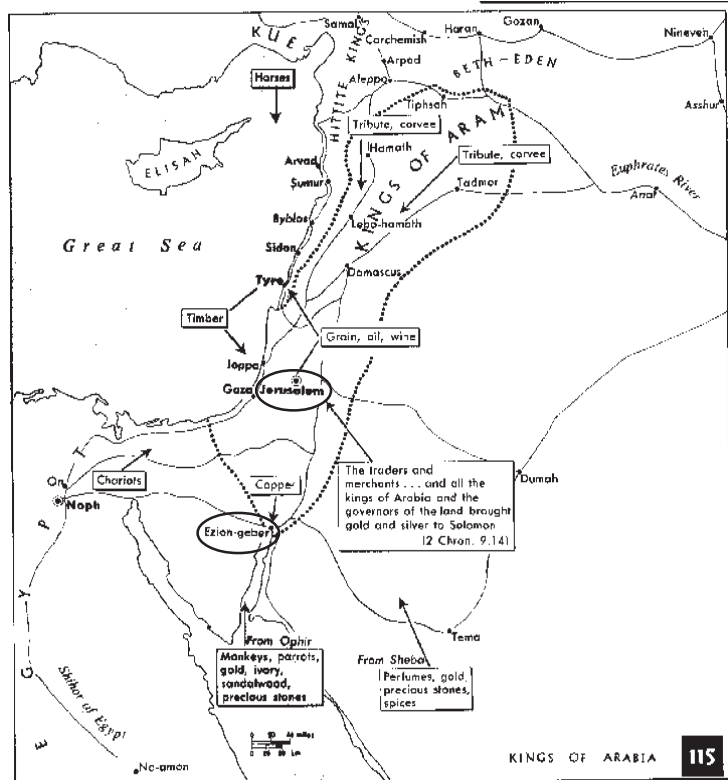 Samal
Gozan
Haran
Carchemish
Nineveh
KUE
Arpad
BETH-EDEN
Aleppo
Horses
HITTITE KINGS
Tiphsah
Asshur
Tribute, corvee
Hamath
KINGS OF ARAM
Tribute, corvee
ELISAH
Arvad
Euphrates River
Sumur
Tadmor
Anat
Byblos
Lebo-hamath
Great Sea
Sidon
Damascus
Tyre
Timber
Grain, oil, wine
Joppa
Gaza
Jerusalem
The traders and
merchants . . . and all the
kings of Arabia and the
governors of the land brought
gold and silver to Solomon
(2 Chron. 9.14)
Dumah
On
Chariots
Copper
Noph
Ezion-geber
EGYPT
From Ophir
Monkeys, parrots,
gold, ivory,
sandalwood,
precious stones
Tema
From Sheba
Perfumes, gold,
precious stones,
spices
Shihor of Egypt
No-amon
miles
KINGS OF ARABIA
115